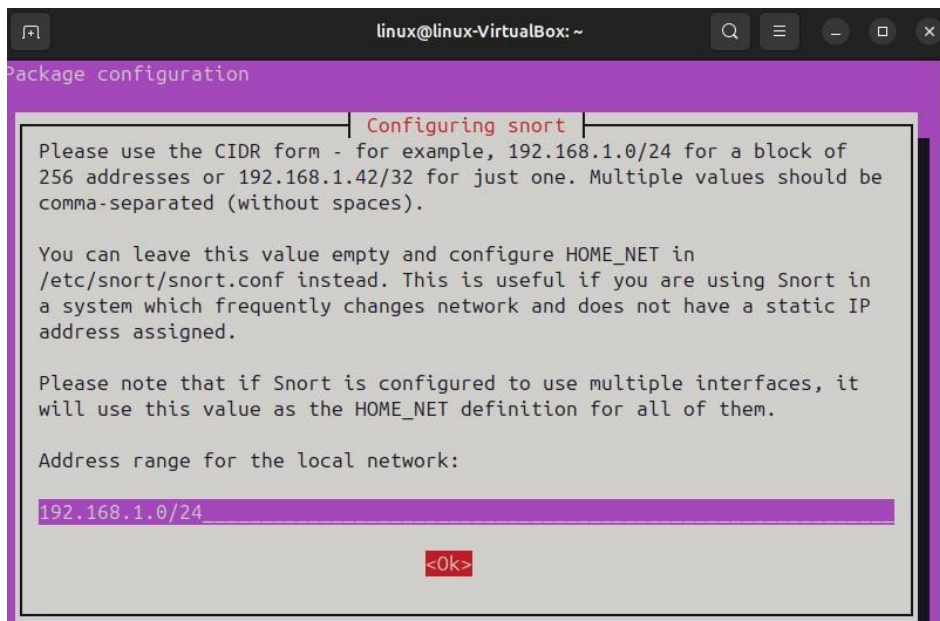 linux@linux-VirtualBox: ~
Package configuration
Configuring snort
Please use the CIDR form - for example, 192.168.1.0/24 for a block of
256 addresses or 192.168.1.42/32 for just one. Multiple values should be
comma-separated (without spaces).
You can leave this value empty and configure HOME_NET in
/etc/snort/snort.conf instead. This is useful if you are using Snort in
a system which frequently changes network and does not have a static IP
address assigned.
Please note that if Snort is configured to use multiple interfaces, it
will use this value as the HOME_NET definition for all of them.
Address range for the local network:
192.168.1.0/24
<Ok>